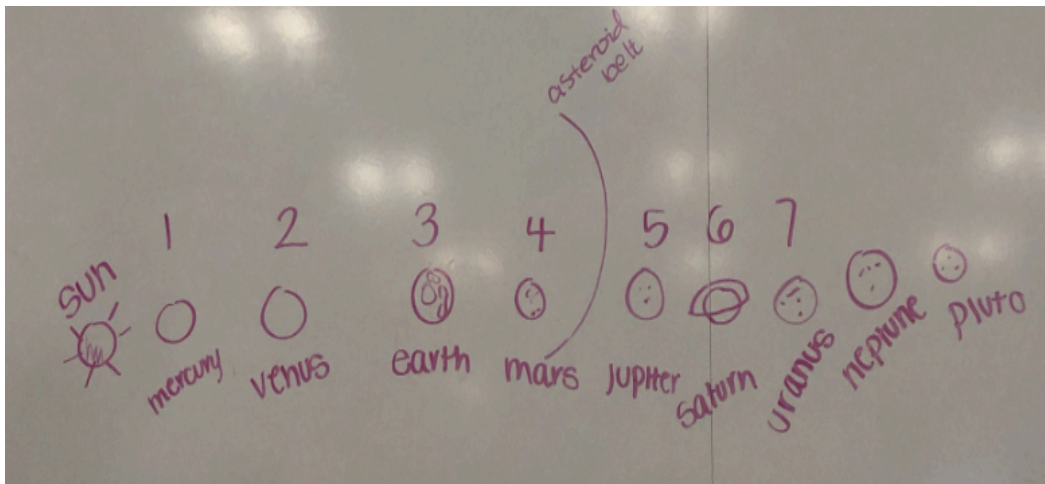 asteroid
belt
1 2 3 4 5 6 7
sun
mercury venus earth mars jupiter saturn uranus neptune pluto